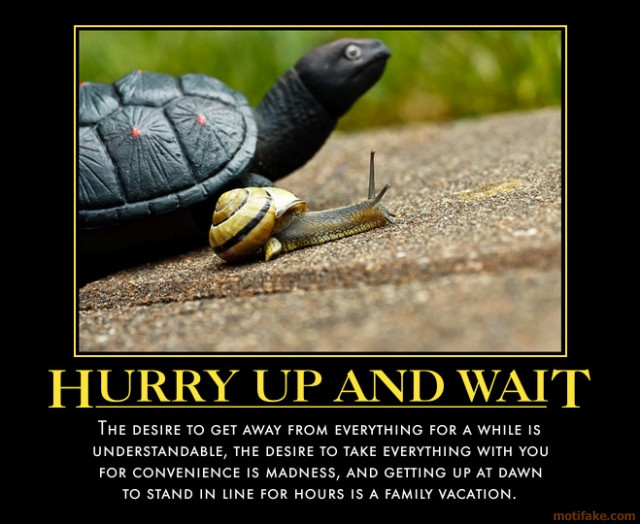 HURRY UP AND WAIT
THE DESIRE TO GET AWAY FROM EVERYTHING FOR A WHILE IS
UNDERSTANDABLE, THE DESIRE TO TAKE EVERYTHING WITH YOU
FOR CONVENIENCE IS MADNESS, AND GETTING UP AT DAWN
TO STAND IN LINE FOR HOURS IS A FAMILY VACATION.
motifake.com